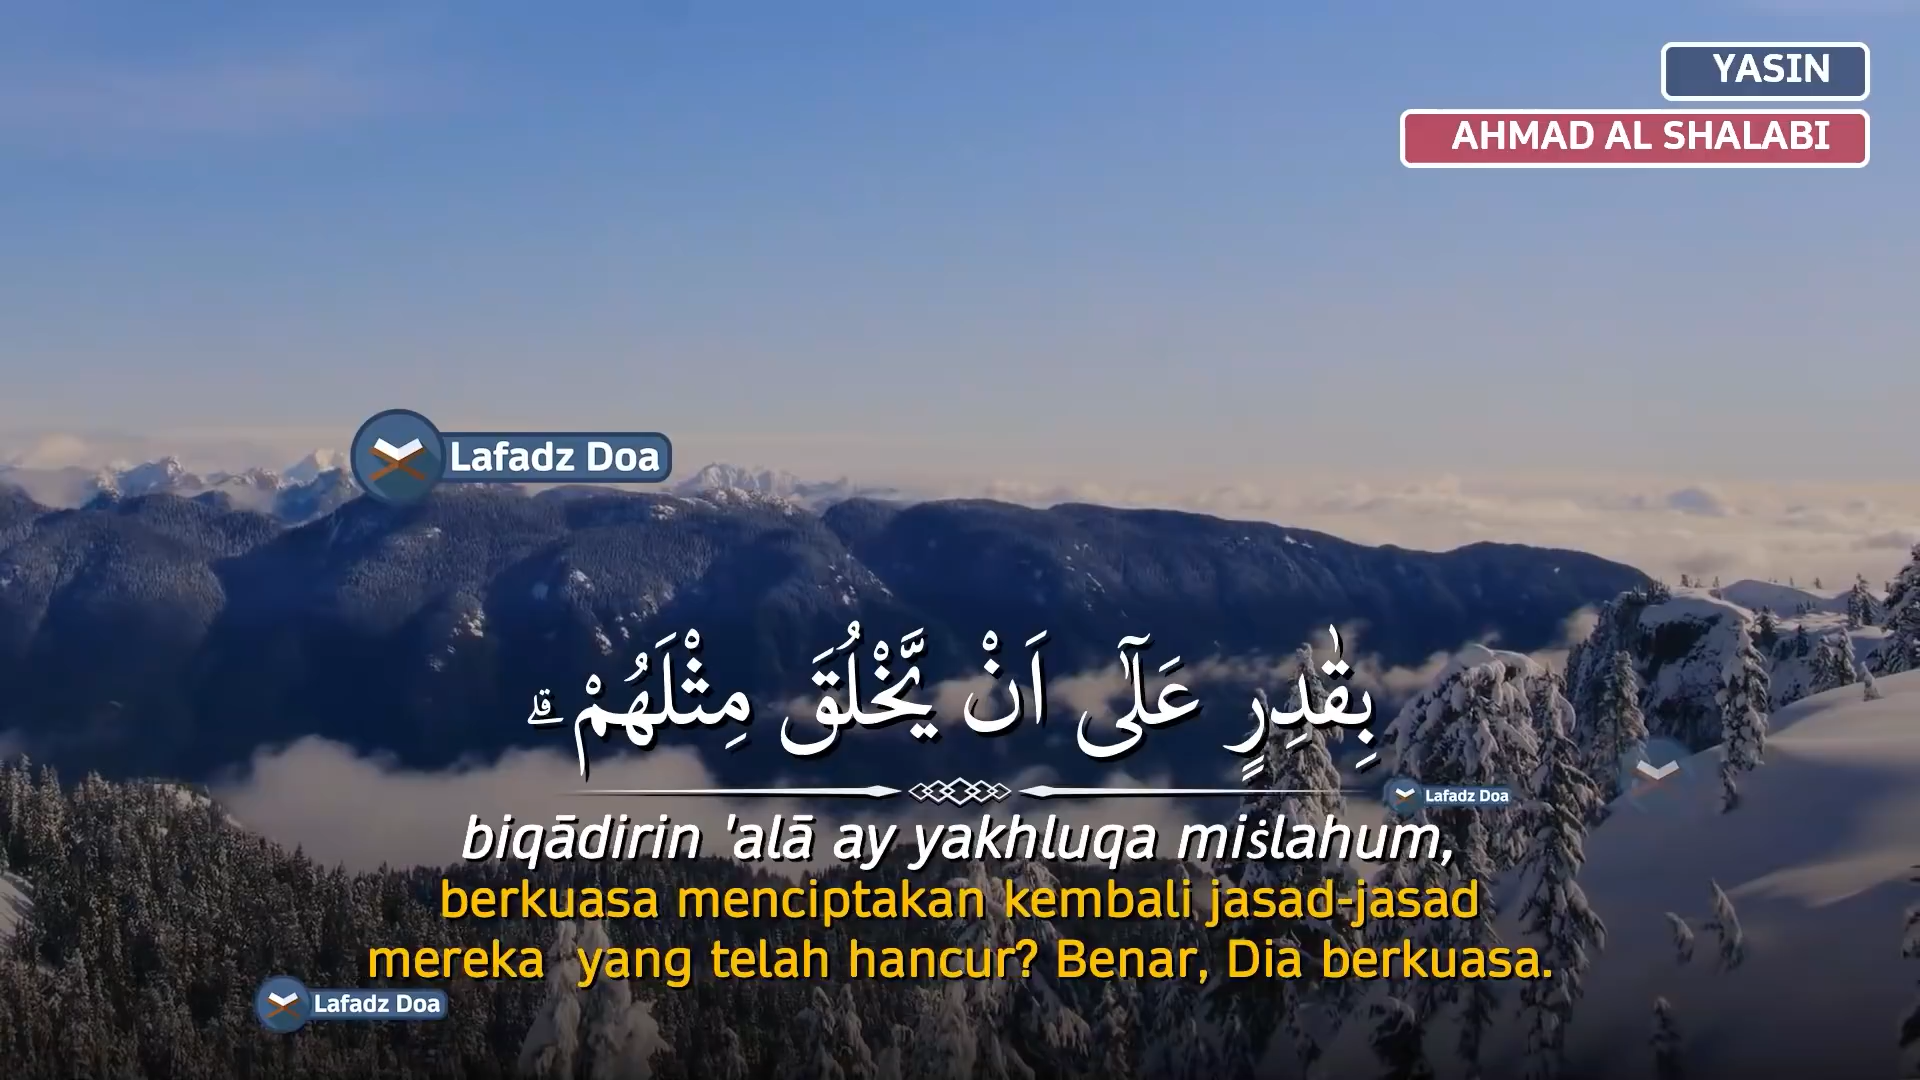 YASIN
AHMAD AL SHALABI
Lafadz Doa
بِقٰدِرٍ عَلٰٓى اَنْ يَّخْلُقَ مِثْلَهُمْ ۗ
Lafadz Doa
biqādirin 'alā ay yakhluqa miṡlahum,
berkuasa menciptakan kembali jasad-jasad
mereka yang telah hancur? Benar, Dia berkuasa.
Lafadz Doa